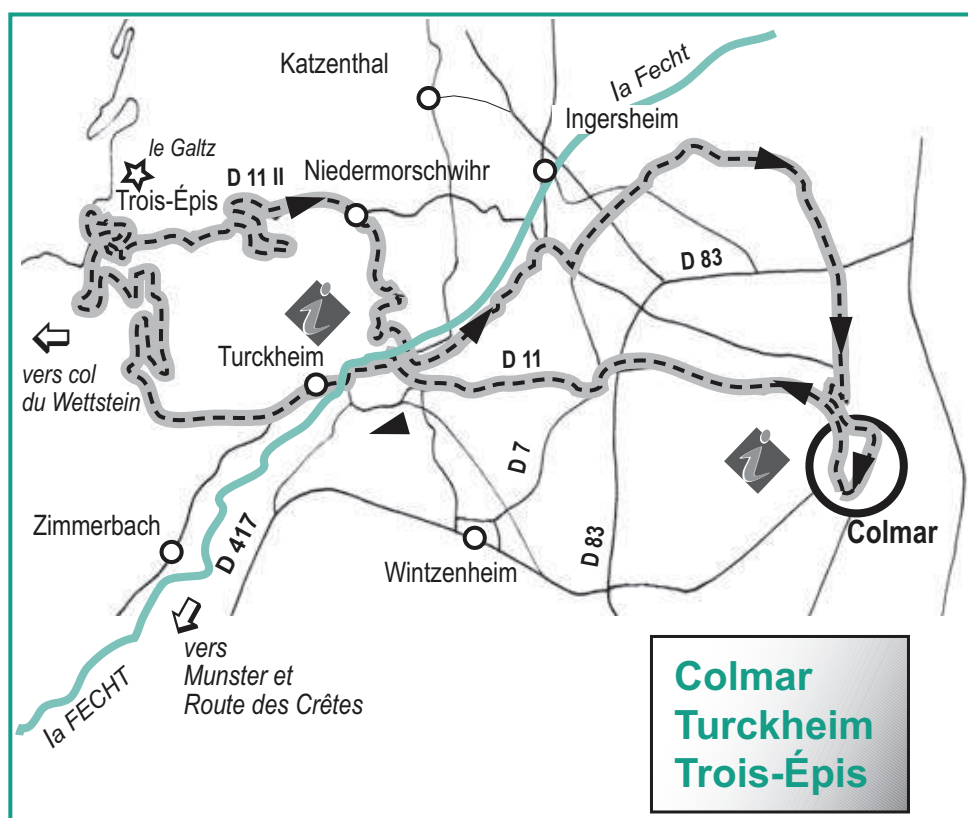 la Fecht
Katzenthal
Ingersheim
le Galtz
D 11 II
Niedermorschwihr
Trois-Épis
D 83
i
Turckheim
D 11
vers col
du Wettstein
D 7
i
Zimmerbach
D 417
Wintzenheim
D 83
Colmar
vers
Munster et
Route des Crêtes
la FECHT
Colmar
Turckheim
Trois-Épis